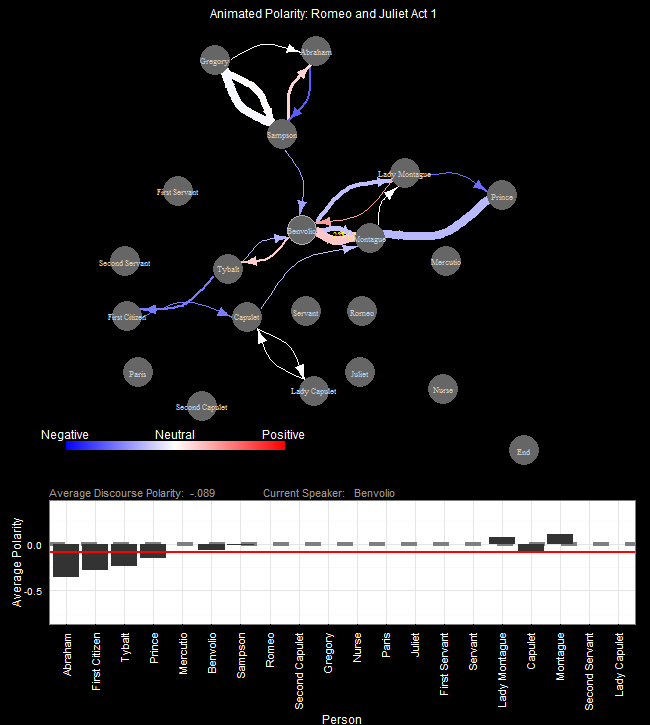 Animated Polarity: Romeo and Juliet Act 1
Gregory
Abraham
Sampson
Lady Montague
First Servant
Prince
Benvolio
Montague
Second Servant
Tybalt
Mercutio
First Citizen
Capulet
Servant
Romeo
Paris
Juliet
Lady Capulet
Nurse
Second Capulet
Negative Neutral Positive
End
Average Discourse Polarity: -.089 Current Speaker: Benvolio
Average Polarity
0.0
-0.5
Abraham
First Citizen
Tybalt
Prince
Mercutio
Benvolio
Sampson
Romeo
Second Capulet
Gregory
Nurse
Paris
Juliet
First Servant
Servant
Lady Montague
Capulet
Montague
Second Servant
Lady Capulet
Person